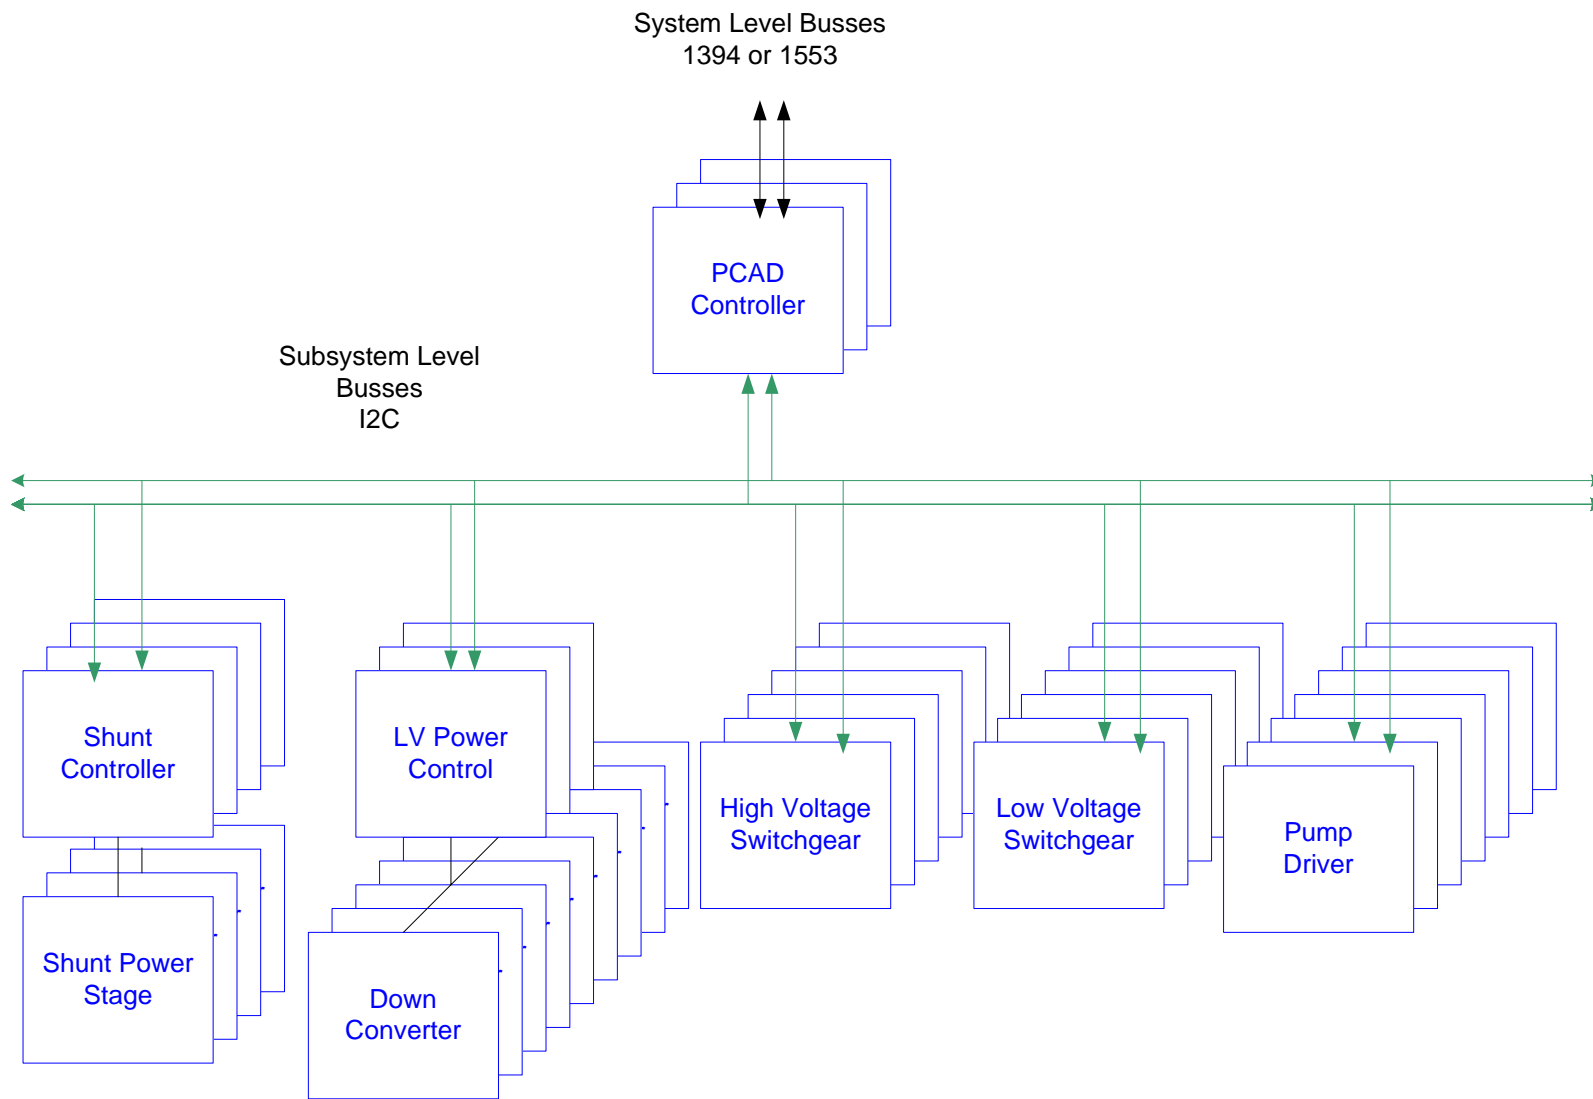 System Level Busses
1394 or 1553
PCAD
Controller
Subsystem Level
Busses
I2C
Shunt
Controller
LV Power
Control
High Voltage
Switchgear
Low Voltage
Switchgear
Pump
Driver
Shunt Power
Stage
Down
Converter